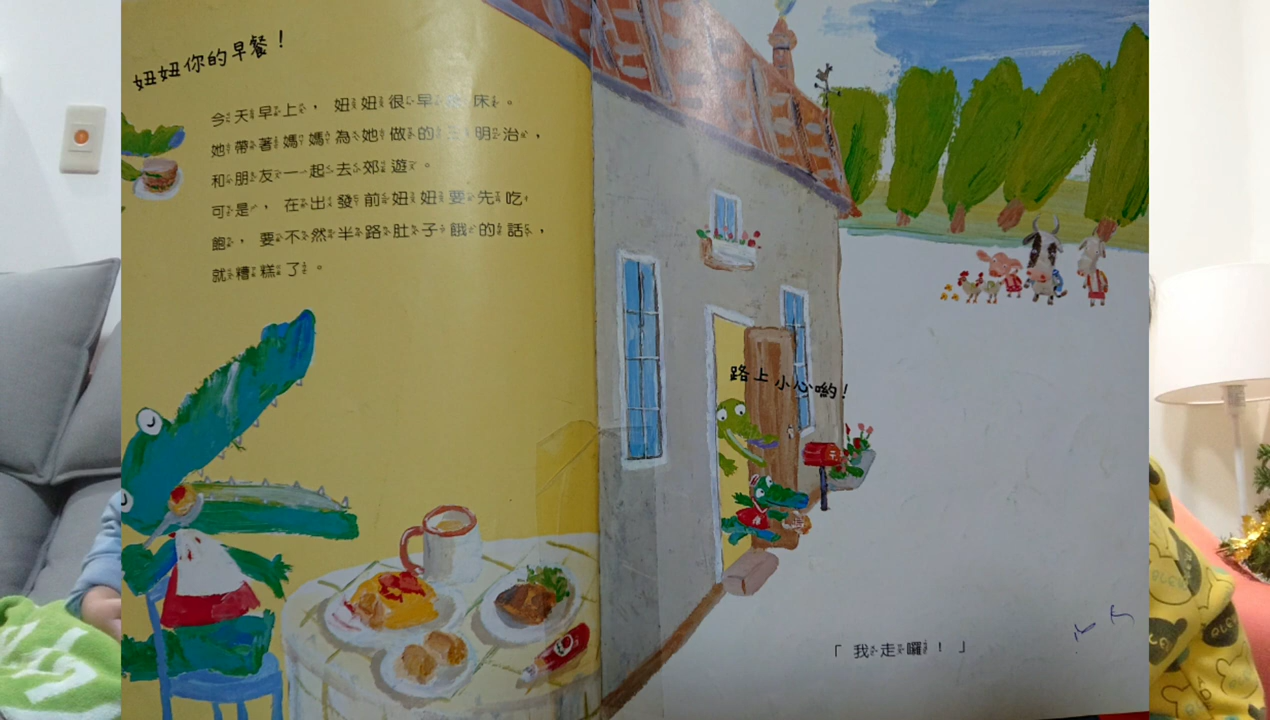 妞妞你的早餐！
今天早上，妞妞很早 床。
她帶著媽媽為她做的 明治，
和朋友一起去郊遊。
可是，在出發前妞妞要先吃
飽，要不然半路肚子餓的話，
就糟糕了。
路上小心喲！
「我走囉！」